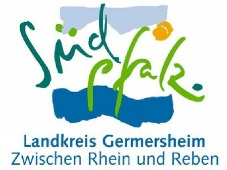 Süd
pfalz.
Landkreis Germersheim
Zwischen Rhein und Reben